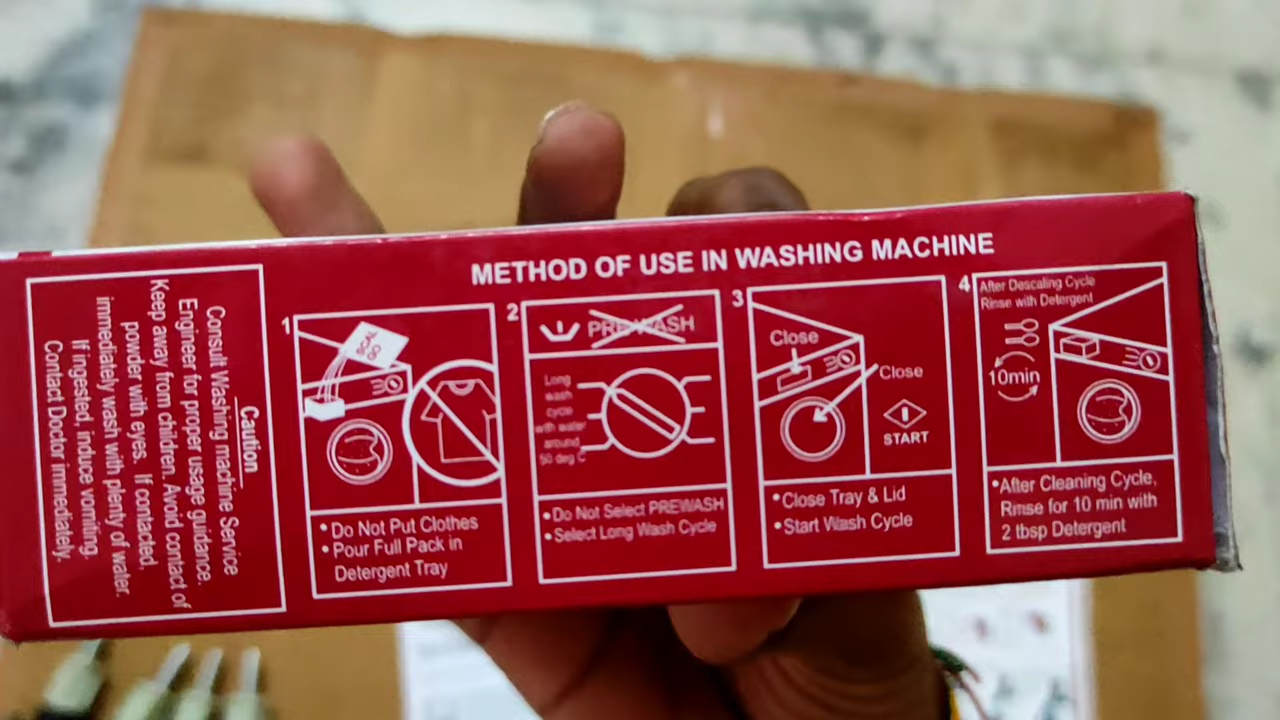 METHOD OF USE IN WASHING MACHINE
Caution
Consult Washing machine Service
Engineer for proper usage guidance.
Keep away from children. Avoid contact of
powder with eyes. If contacted,
immediately wash with plenty of water.
If ingested, induce vomiting.
Contact Doctor immediately.
1
SCAL
GO
•Do Not Put Clothes
•Pour Full Pack in
Detergent Tray
2
PREWASH
Long
wash
cycle
with water
around
50 deg C
•Do Not Select PREWASH
•Select Long Wash Cycle
3
Close
Close
START
•Close Tray & Lid
•Start Wash Cycle
4
After Descaling Cycle
Rinse with Detergent
10min
•After Cleaning Cycle,
Rinse for 10 min with
2 tbsp Detergent